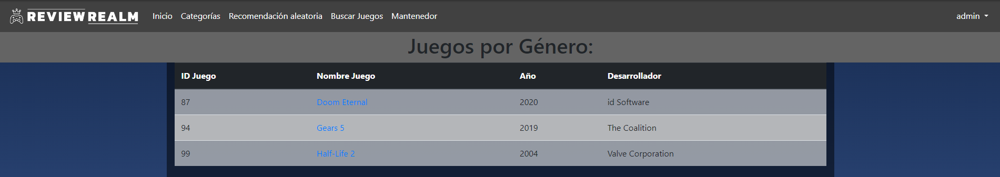 REVIEWREALM Inicio Categorías Recomendación aleatoria Buscar Juegos Mantenedor admin
Juegos por Género:
ID Juego Nombre Juego Año Desarrollador
87 Doom Eternal 2020 id Software
94 Gears 5 2019 The Coalition
99 Half-Life 2 2004 Valve Corporation